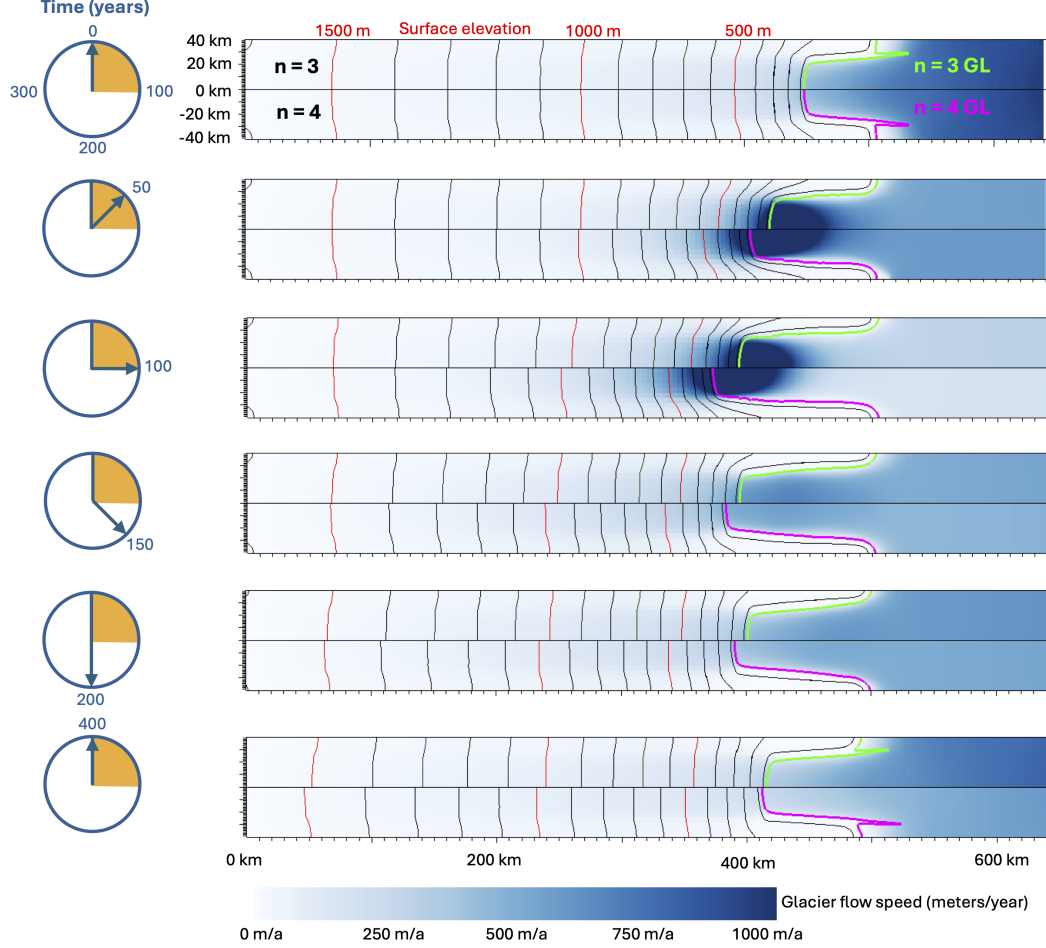 Time (years)
0
300
100
200
1500 m
Surface elevation
1000 m
500 m
40 km
20 km
0 km
-20 km
-40 km
n = 3
n = 4
n = 3 GL
n = 4 GL
50
100
150
200
400
0 km
200 km
400 km
600 km
Glacier flow speed (meters/year)
0 m/a
250 m/a
500 m/a
750 m/a
1000 m/a